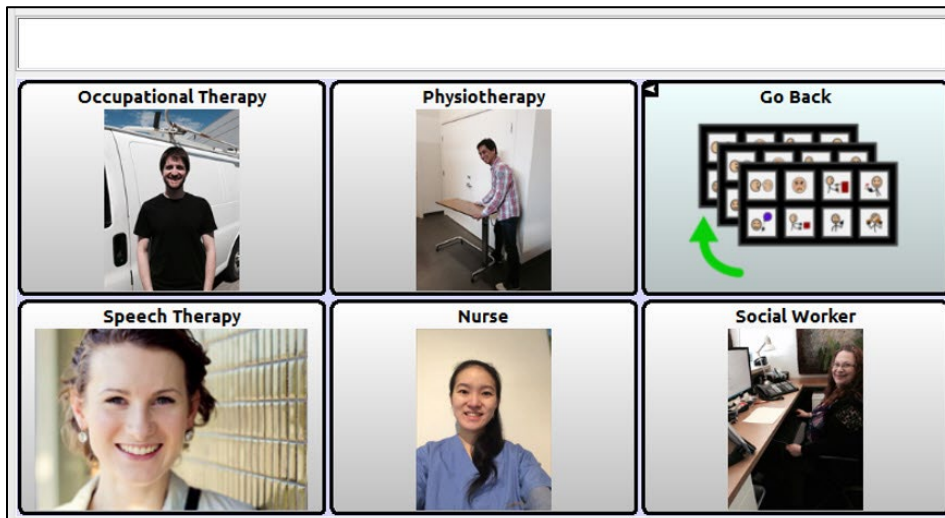 Occupational Therapy
Physiotherapy
Go Back
Speech Therapy
Nurse
Social Worker